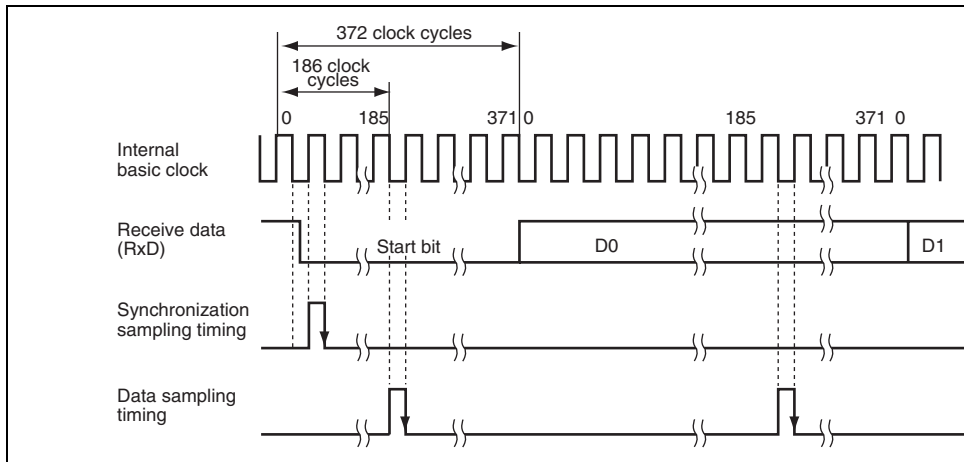 372 clock cycles
186 clock
cycles
0 185 371 0 185 371 0
Internal
basic clock
Receive data
(RxD)
Start bit D0 D1
Synchronization
sampling timing
Data sampling
timing